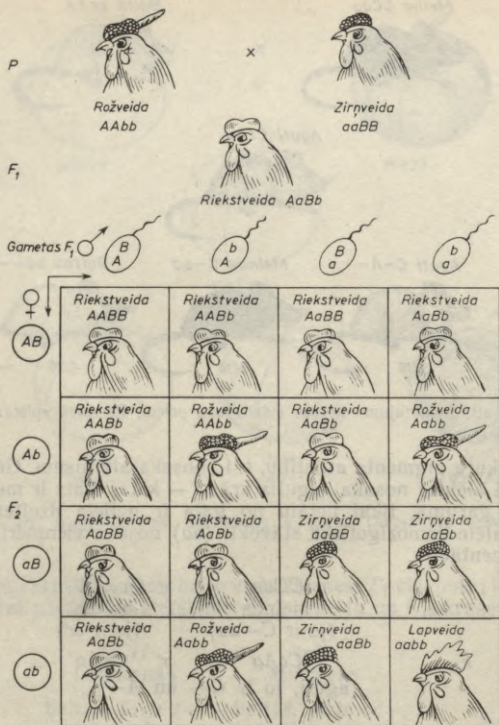 P
×
Rožveida Zirņveida
AAbb aaBB
F₁
Riekstveida AaBb
Gametas F₁ ♂
B b B b
A A a a
♀
Riekstveida Riekstveida Riekstveida Riekstveida
AABB AABb AaBB AaBb
AB
Riekstveida Rožveida Riekstveida Rožveida
AABb AAbb AaBb Aabb
Ab
F₂
Riekstveida Riekstveida Zirņveida Zirņveida
AaBB AaBb aaBB aaBb
aB
Riekstveida Rožveida Zirņveida Lapveida
AaBb Aabb aaBb aabb
ab